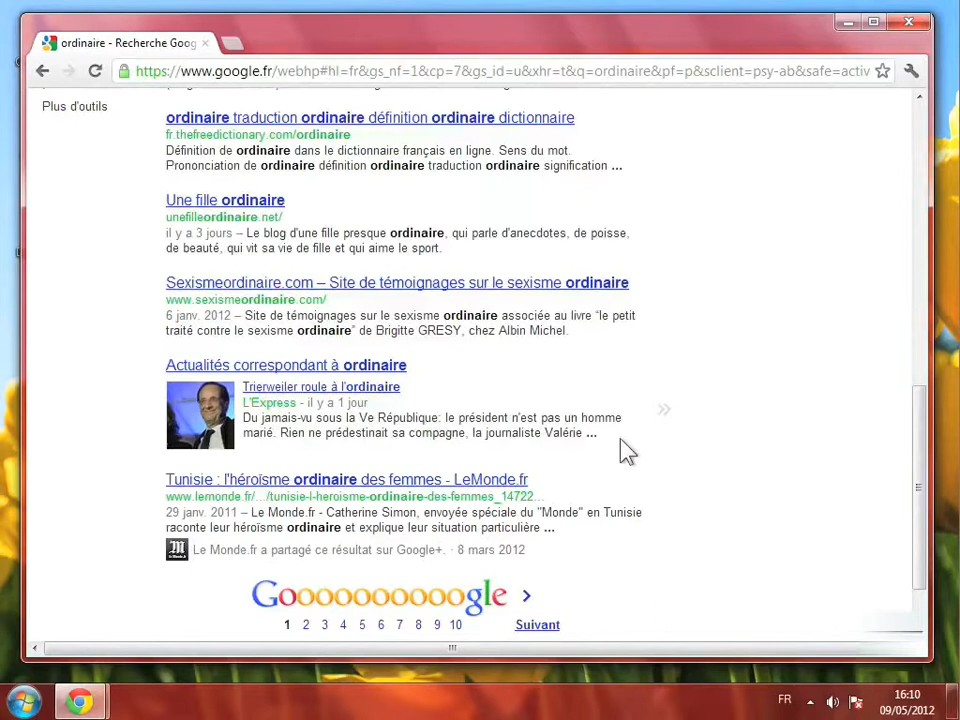 ordinaire - Recherche Goog
https://www.google.fr/webhp#hl=fr&gs_nf=1&cp=7&gs_id=u&xhr=t&q=ordinaire&pf=p&sclient=psy-ab&safe=activ
Plus d'outils
ordinaire traduction ordinaire définition ordinaire dictionnaire
fr.thefreedictionary.com/ordinaire
Définition de ordinaire dans le dictionnaire français en ligne. Sens du mot.
Prononciation de ordinaire définition ordinaire traduction ordinaire signification ...
Une fille ordinaire
unefilleordinaire.net/
il y a 3 jours – Le blog d'une fille presque ordinaire, qui parle d'anecdotes, de poisse,
de beauté, qui vit sa vie de fille et qui aime le sport.
Sexismeordinaire.com – Site de témoignages sur le sexisme ordinaire
www.sexismeordinaire.com/
6 janv. 2012 – Site de témoignages sur le sexisme ordinaire associée au livre “le petit
traité contre le sexisme ordinaire” de Brigitte GRESY, chez Albin Michel.
Actualités correspondant à ordinaire
Trierweiler roule à l'ordinaire
L'Express - il y a 1 jour
Du jamais-vu sous la Ve République: le président n'est pas un homme
marié. Rien ne prédestinait sa compagne, la journaliste Valérie ...
Tunisie : l'héroïsme ordinaire des femmes - LeMonde.fr
www.lemonde.fr/.../tunisie-l-heroisme-ordinaire-des-femmes_14722...
29 janv. 2011 – Le Monde.fr - Catherine Simon, envoyée spéciale du "Monde" en Tunisie
raconte leur héroïsme ordinaire et explique leur situation particulière ...
Le Monde.fr a partagé ce résultat sur Google+. · 8 mars 2012
Goooooooooogle
1 2 3 4 5 6 7 8 9 10 Suivant
FR
16:10
09/05/2012